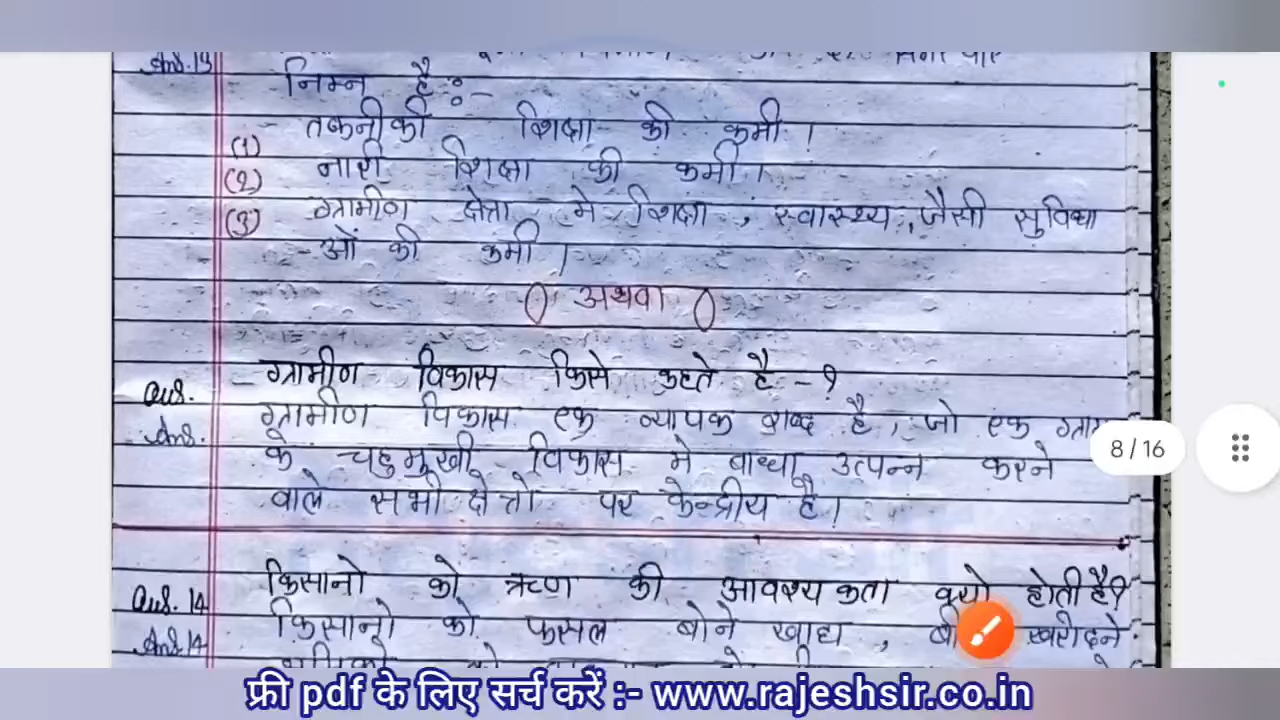 Ans.13
निम्न है :-
(1) तकनीकी शिक्षा की कमी ।
(2) नारी शिक्षा की कमी ।
(3) ग्रामीण क्षेत्रा मे शिक्षा , स्वास्थ्य , जैसी सुविधा
-ओं की कमी ।
() अथवा ()
Que. ग्रामीण विकास किसे कहते है - ?
Ans. ग्रामीण विकास एक व्यापक शब्द है , जो एक
के चहुमुखी विकास मे बाधा उत्पन्न करने
वाले सभी क्षेत्रो पर केन्द्रीय है ।
8/16
Que. 14 किसानो को ऋण की आवश्यकता क्यो होती है ?
Ans.14 किसानो को फसल बोने खाद्य , खरीदने
फ्री pdf के लिए सर्च करें :- www.rajeshsir.co.in